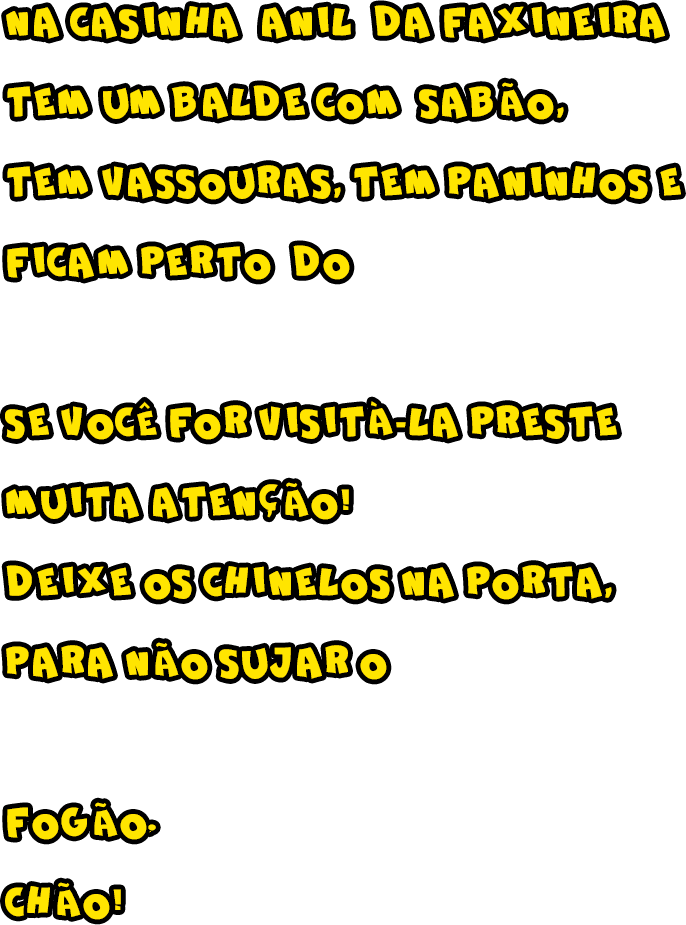 NA CASINHA ANIL DA FAXINEIRA
TEM UM BALDE COM SABÃO,
TEM VASSOURAS, TEM PANINHOS E
FICAM PERTO DO
SE VOCÊ FOR VISITÀ-LA PRESTE
MUITA ATENÇÃO!
DEIXE OS CHINELOS NA PORTA,
PARA NÃO SUJAR O
FOGÃO.
CHÃO!